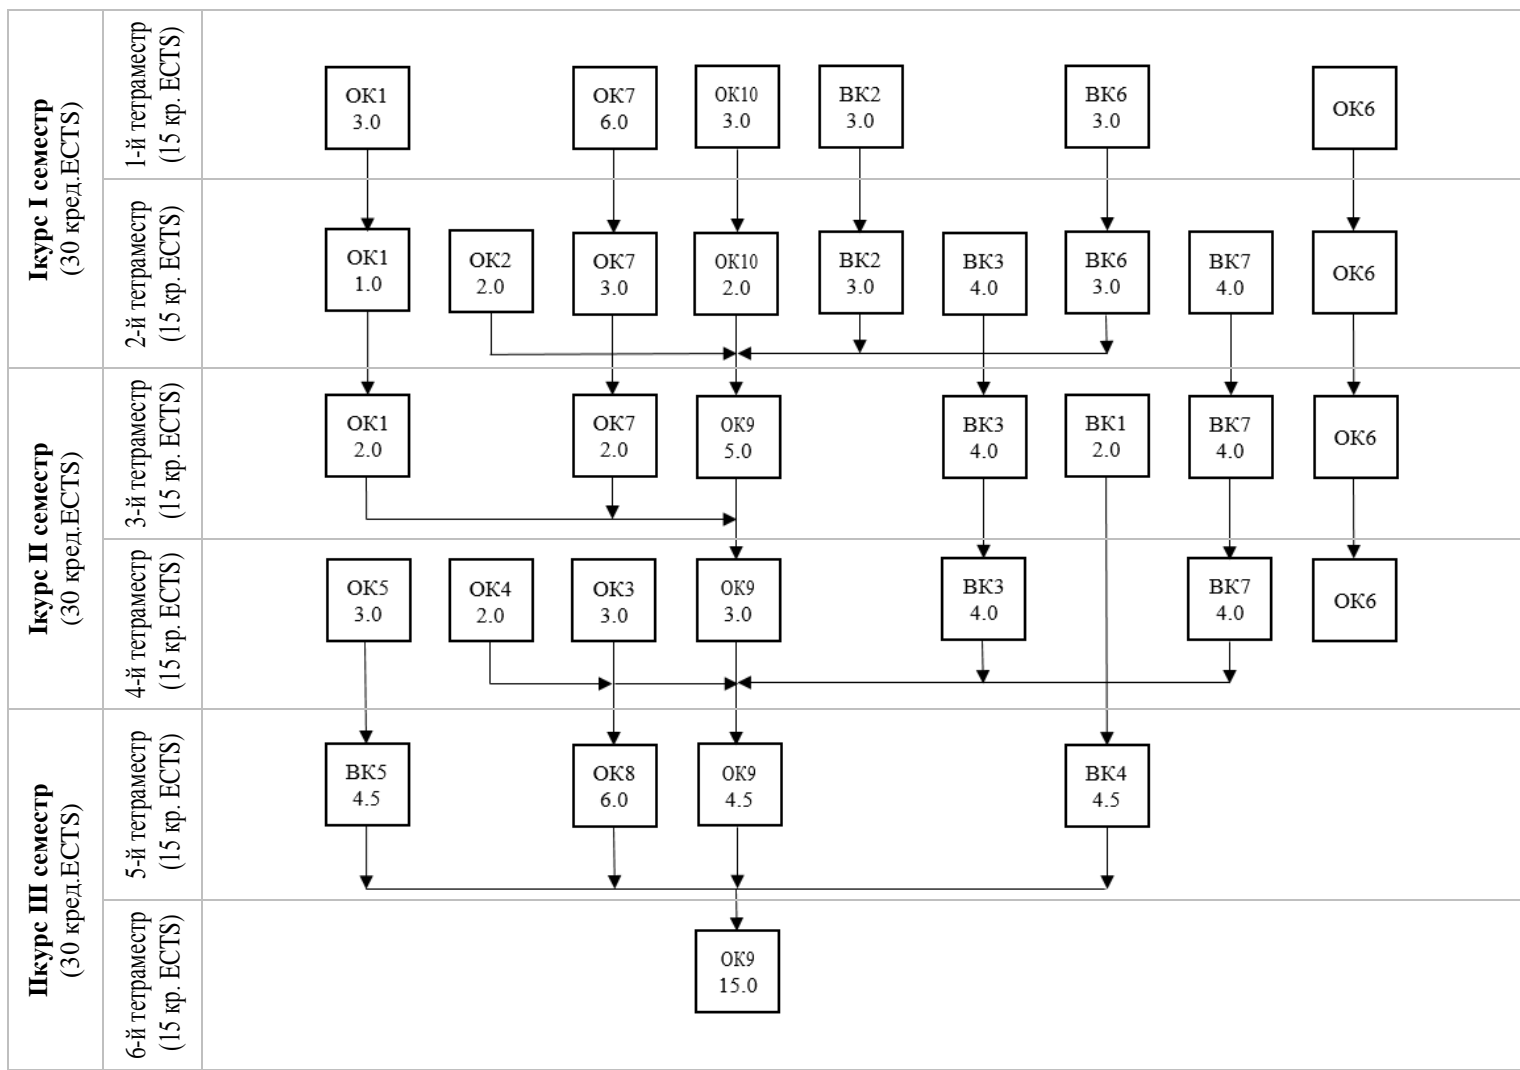 Ікурс І семестр
(30 кред.ECTS)
1-й тетраместр
(15 кр. ECTS)
ОК1
3.0
ОК7
6.0
ОК10
3.0
ВК2
3.0
ВК6
3.0
ОК6
2-й тетраместр
(15 кр. ECTS)
ОК1
1.0
ОК2
2.0
ОК7
3.0
ОК10
2.0
ВК2
3.0
ВК3
4.0
ВК6
3.0
ВК7
4.0
ОК6
Ікурс ІІ семестр
(30 кред.ECTS)
3-й тетраместр
(15 кр. ECTS)
ОК1
2.0
ОК7
2.0
ОК9
5.0
ВК3
4.0
ВК1
2.0
ВК7
4.0
ОК6
4-й тетраместр
(15 кр. ECTS)
ОК5
3.0
ОК4
2.0
ОК3
3.0
ОК9
3.0
ВК3
4.0
ВК7
4.0
ОК6
ІІкурс ІІІ семестр
(30 кред.ECTS)
5-й тетраместр
(15 кр. ECTS)
ВК5
4.5
ОК8
6.0
ОК9
4.5
ВК4
4.5
6-й тетраместр
(15 кр. ECTS)
ОК9
15.0